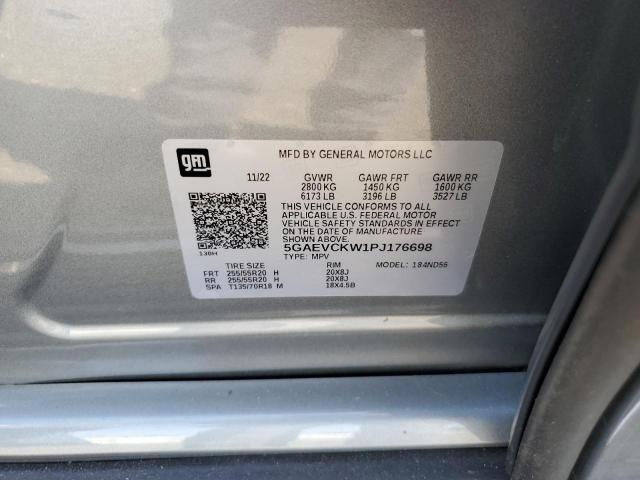 gm
MFD BY GENERAL MOTORS LLC
11/22 GVWR GAWR FRT GAWR RR
2800 KG 1450 KG 1600 KG
6173 LB 3196 LB 3527 LB
THIS VEHICLE CONFORMS TO ALL
APPLICABLE U.S. FEDERAL MOTOR
VEHICLE SAFETY STANDARDS IN EFFECT
ON THE DATE OF MANUFACTURE
SHOWN ABOVE.
5GAEVCKW1PJ176698
130H TYPE: MPV MODEL: 184ND56
TIRE SIZE RIM
FRT 255/55R20 H 20X8J
RR 255/55R20 H 20X8J
SPA T135/70R18 M 18X4.5B